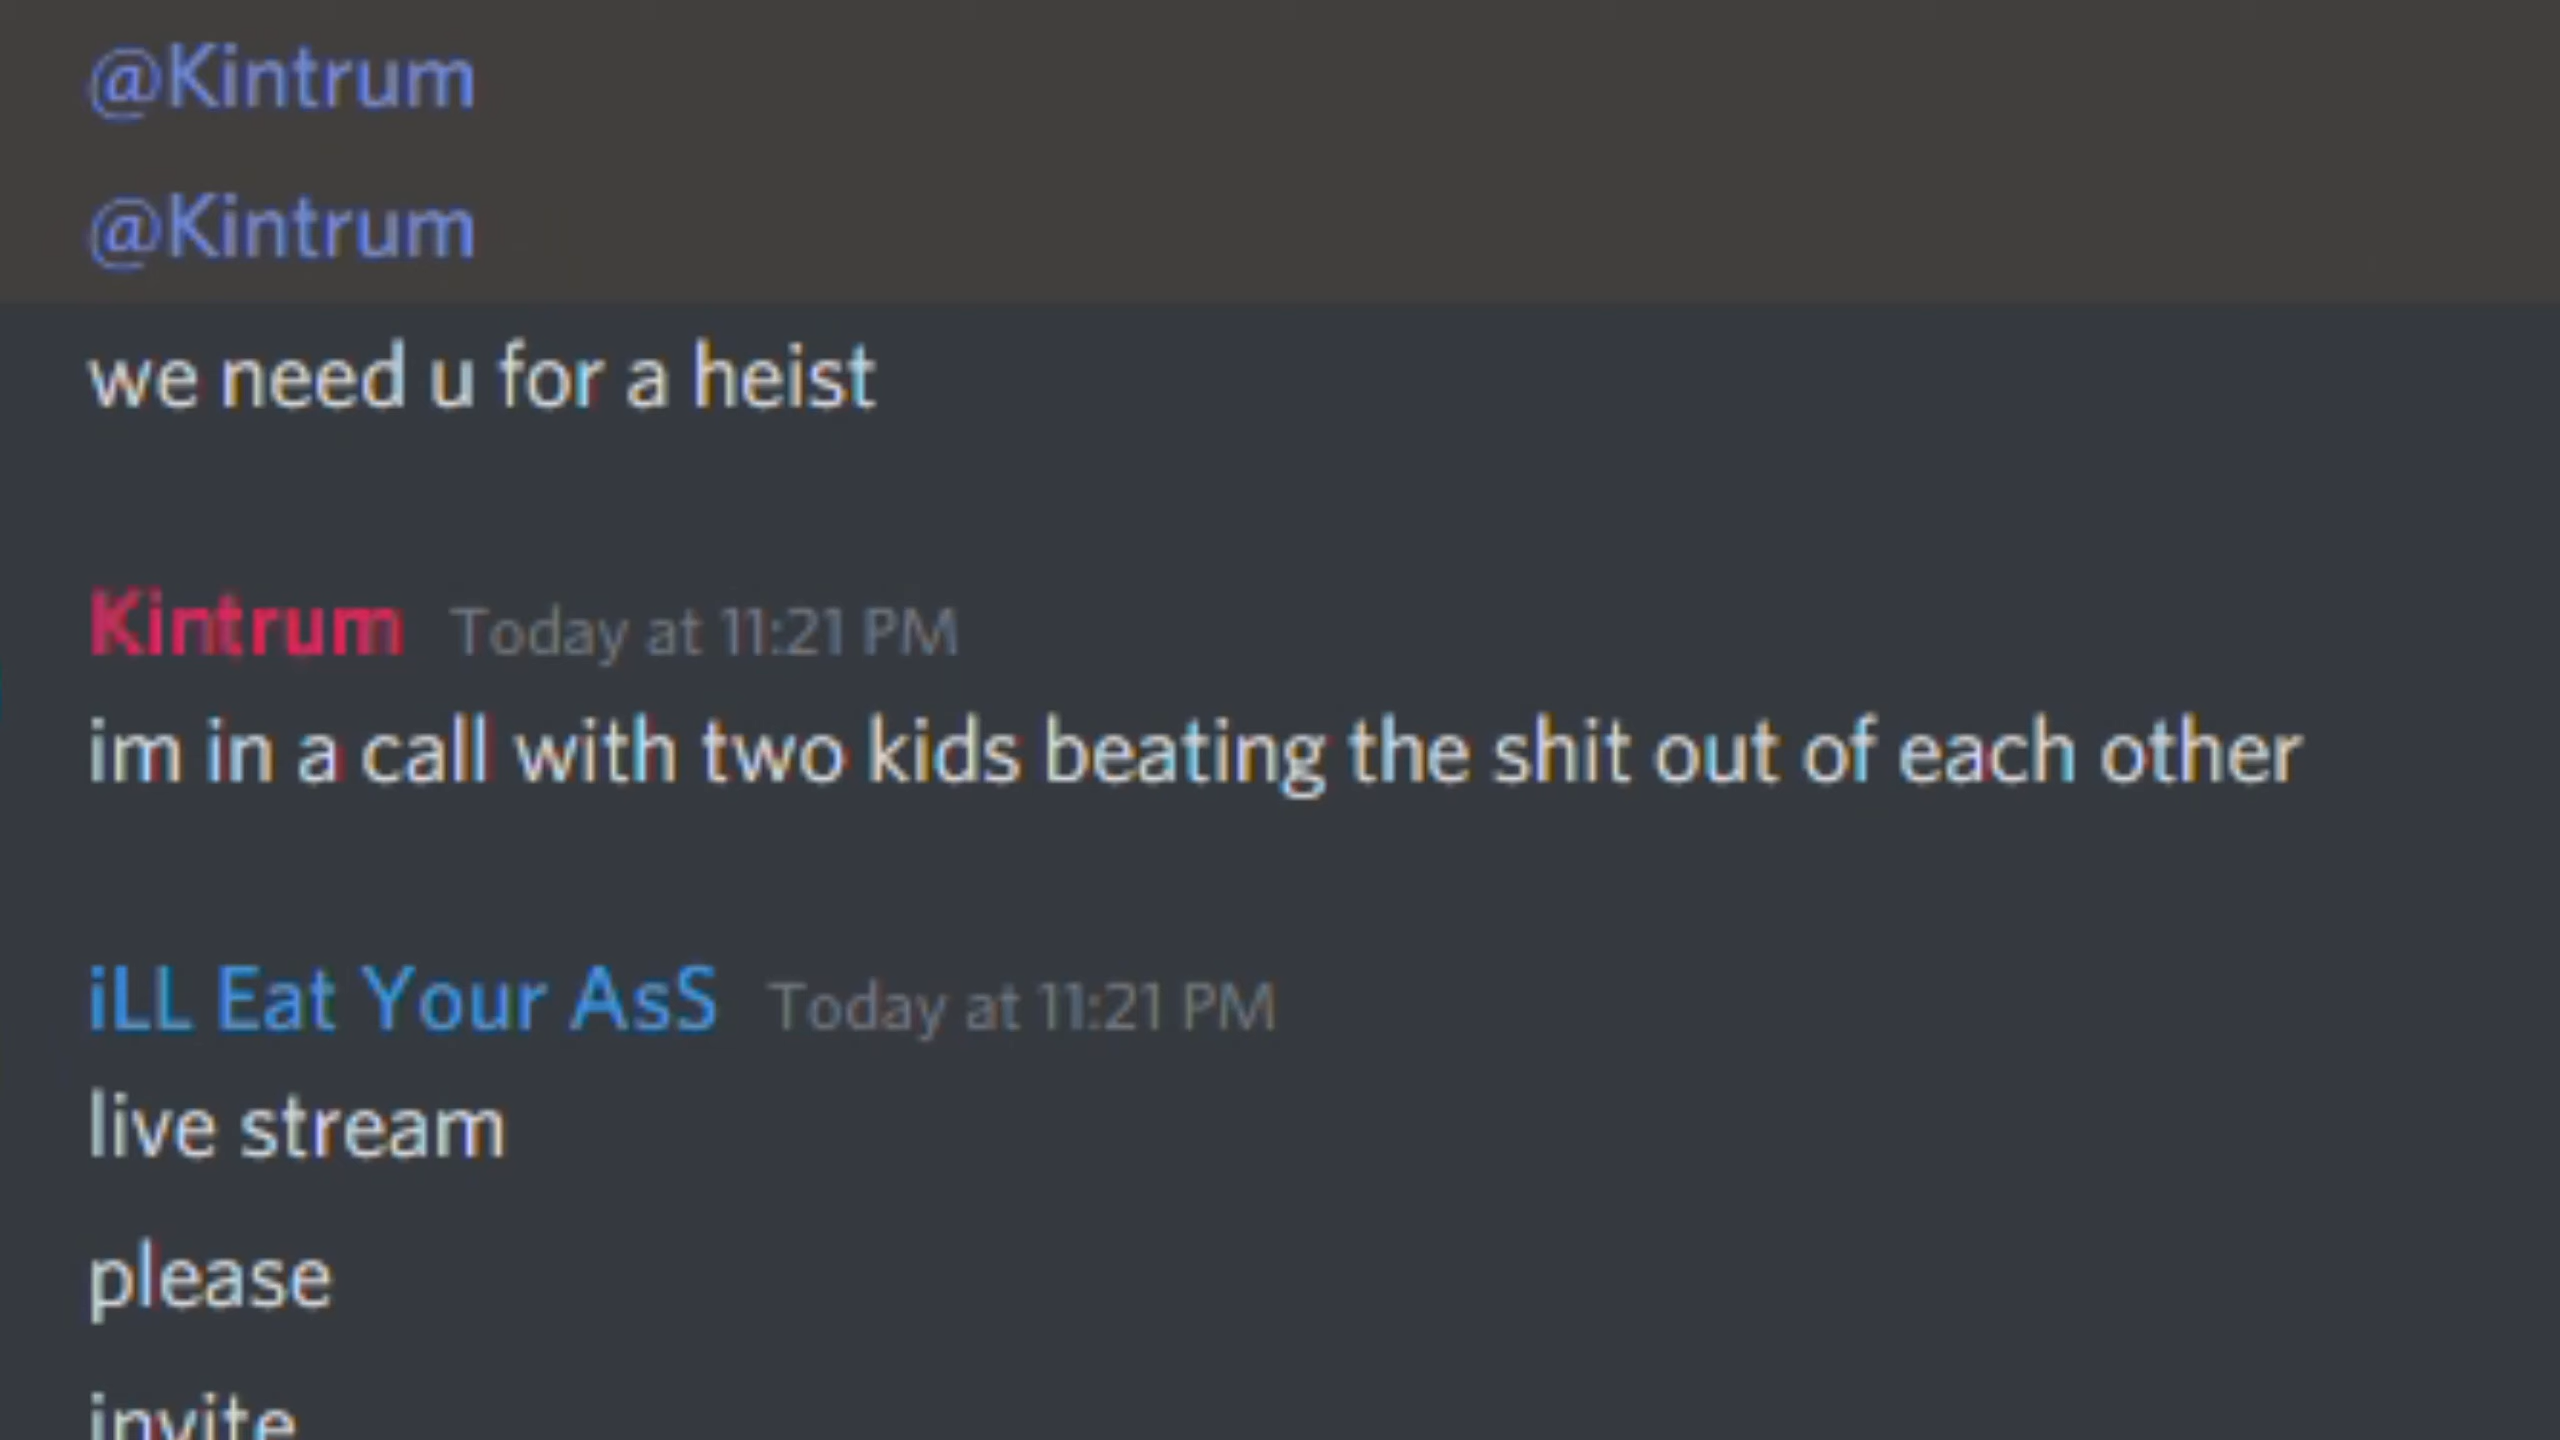 @Kintrum
@Kintrum
we need u for a heist
Kintrum Today at 11:21 PM
im in a call with two kids beating the shit out of each other
iLL Eat Your AsS Today at 11:21 PM
live stream
please
invite